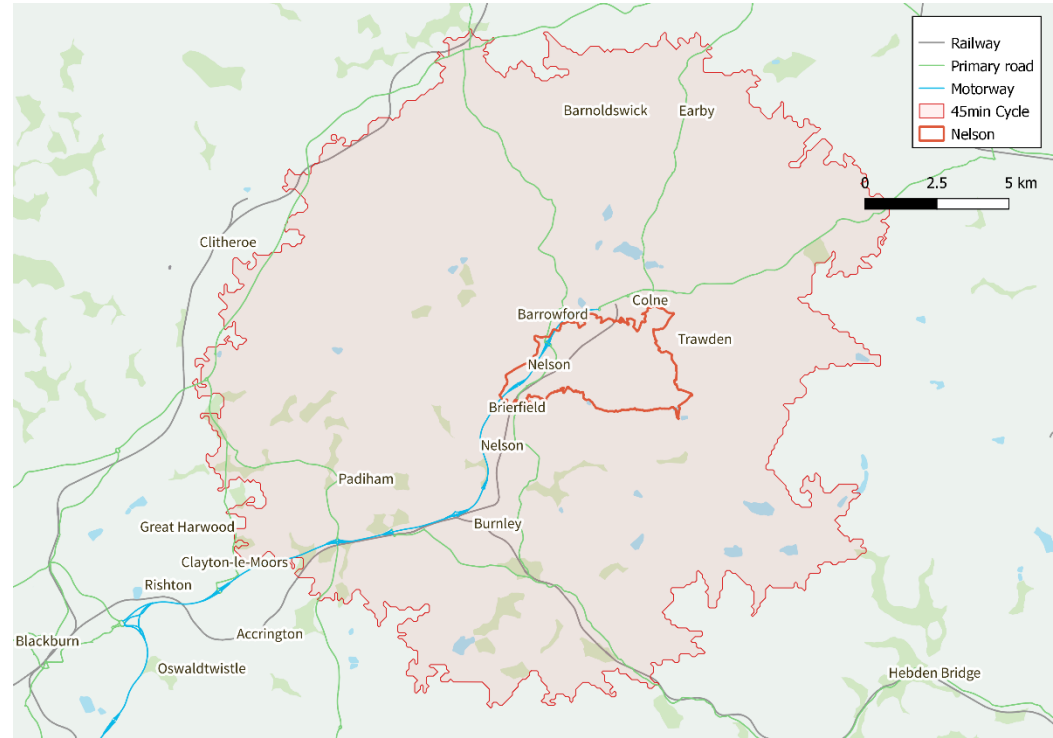 Railway
Primary road
Motorway
45min Cycle
Nelson
0 2.5 5 km
Barnoldswick
Earby
Clitheroe
Colne
Barrowford
Trawden
Nelson
Brierfield
Nelson
Padiham
Burnley
Great Harwood
Clayton-le-Moors
Rishton
Accrington
Blackburn
Oswaldtwistle
Hebden Bridge